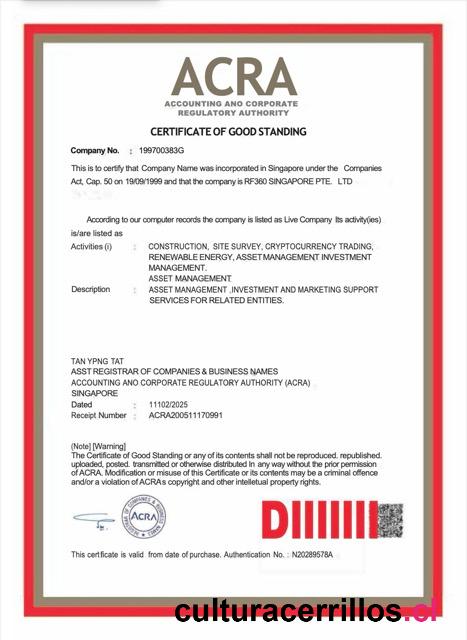 ACRA
ACCOUNTING ANO CORPORATE
REGULATORY AUTHORITY
CERTIFICATE OF GOOD STANDING
Company No. : 199700383G
This is to certify that Company Name was incorporated in Singapore under the Companies
Act, Cap. 50 on 19/09/1999 and that the company is RF360 SINGAPORE PTE. LTD
According to our computer records the company is listed as Live Company Its activity(ies)
is/are listed as
Activities (i) : CONSTRUCTION, SITE SURVEY, CRYPTOCURRENCY TRADING,
RENEWABLE ENERGY, ASSET MANAGEMENT INVESTMENT
MANAGEMENT.
ASSET MANAGEMENT
Description : ASSET MANAGEMENT ,INVESTMENT AND MARKETING SUPPORT
SERVICES FOR RELATED ENTITIES.
TAN YPNG TAT
ASST REGISTRAR OF COMPANIES & BUSINESS NAMES
ACCOUNTING ANO CORPORATE REGULATORY AUTHORITY (ACRA)
SINGAPORE
Dated : 11102/2025
Receipt Number : ACRA200511170991
(Note] [Warning]
The Certificate of Good Standing or any of its contents shall not be reproduced. republished.
uploaded, posted. transmitted or otherwise distributed In any way without the prior permission
of ACRA. Modification or misuse of this Certificate or its contents may be a criminal offence
and/or a violation of ACRAs copyright and other intellectual property rights.
REGISTRAR OF COMPANIES & BUSINESS NAMES
ACRA
DIIIIIII
This certificate is valid from date of purchase. Authentication No. : N20289578A
culturacerrillos.cl